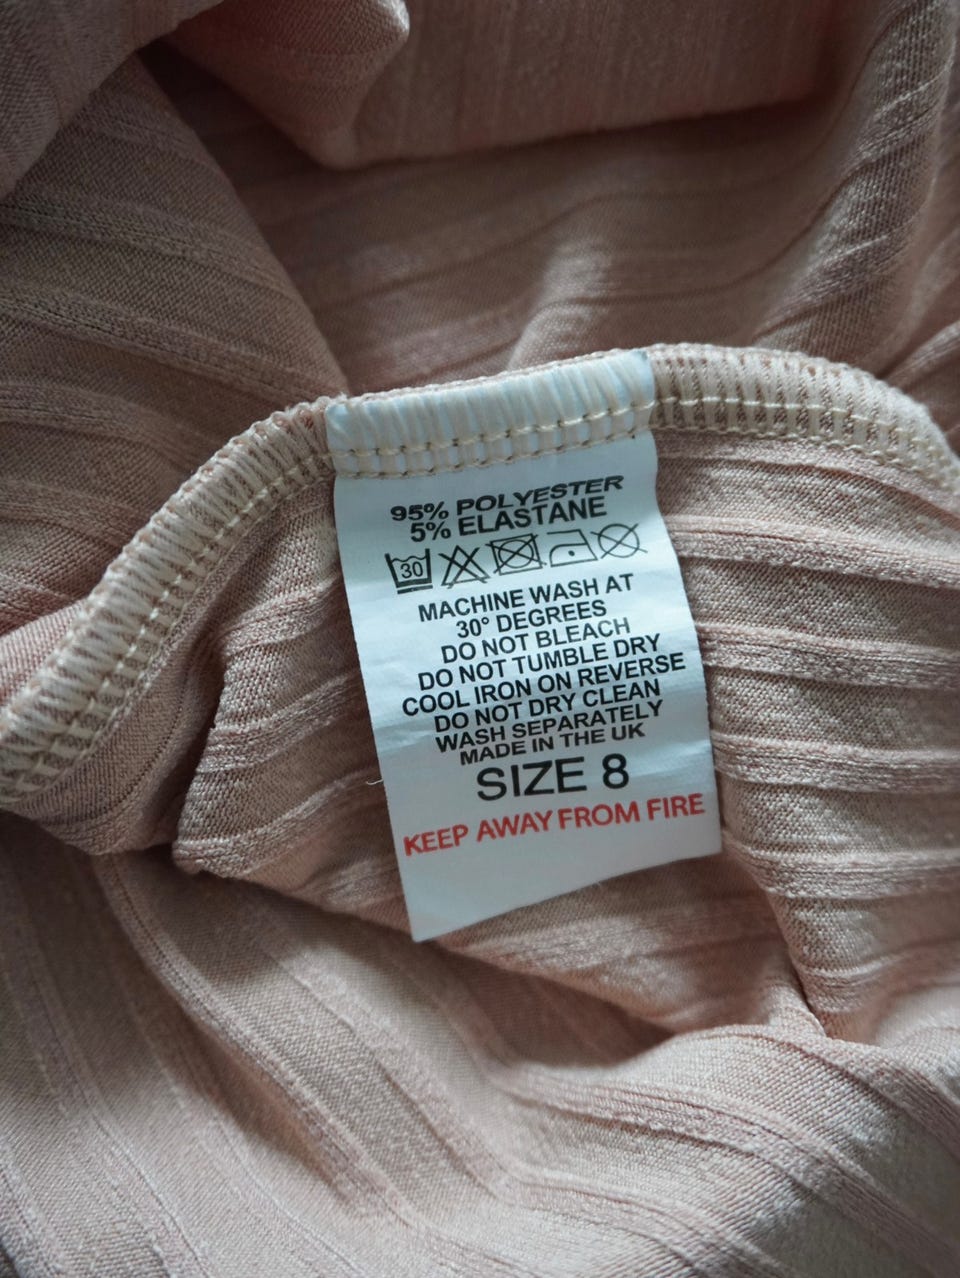 95% POLYESTER
5% ELASTANE
30
MACHINE WASH AT
30° DEGREES
DO NOT BLEACH
DO NOT TUMBLE DRY
COOL IRON ON REVERSE
DO NOT DRY CLEAN
WASH SEPARATELY
MADE IN THE UK
SIZE 8
KEEP AWAY FROM FIRE